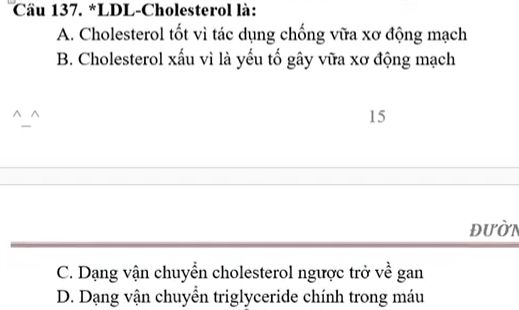 Câu 137. *LDL-Cholesterol là:
A. Cholesterol tốt vì tác dụng chống vữa xơ động mạch
B. Cholesterol xấu vì là yếu tố gây vữa xơ động mạch
^_^
15
ĐƯỜN
C. Dạng vận chuyển cholesterol ngược trở về gan
D. Dạng vận chuyển triglyceride chính trong máu